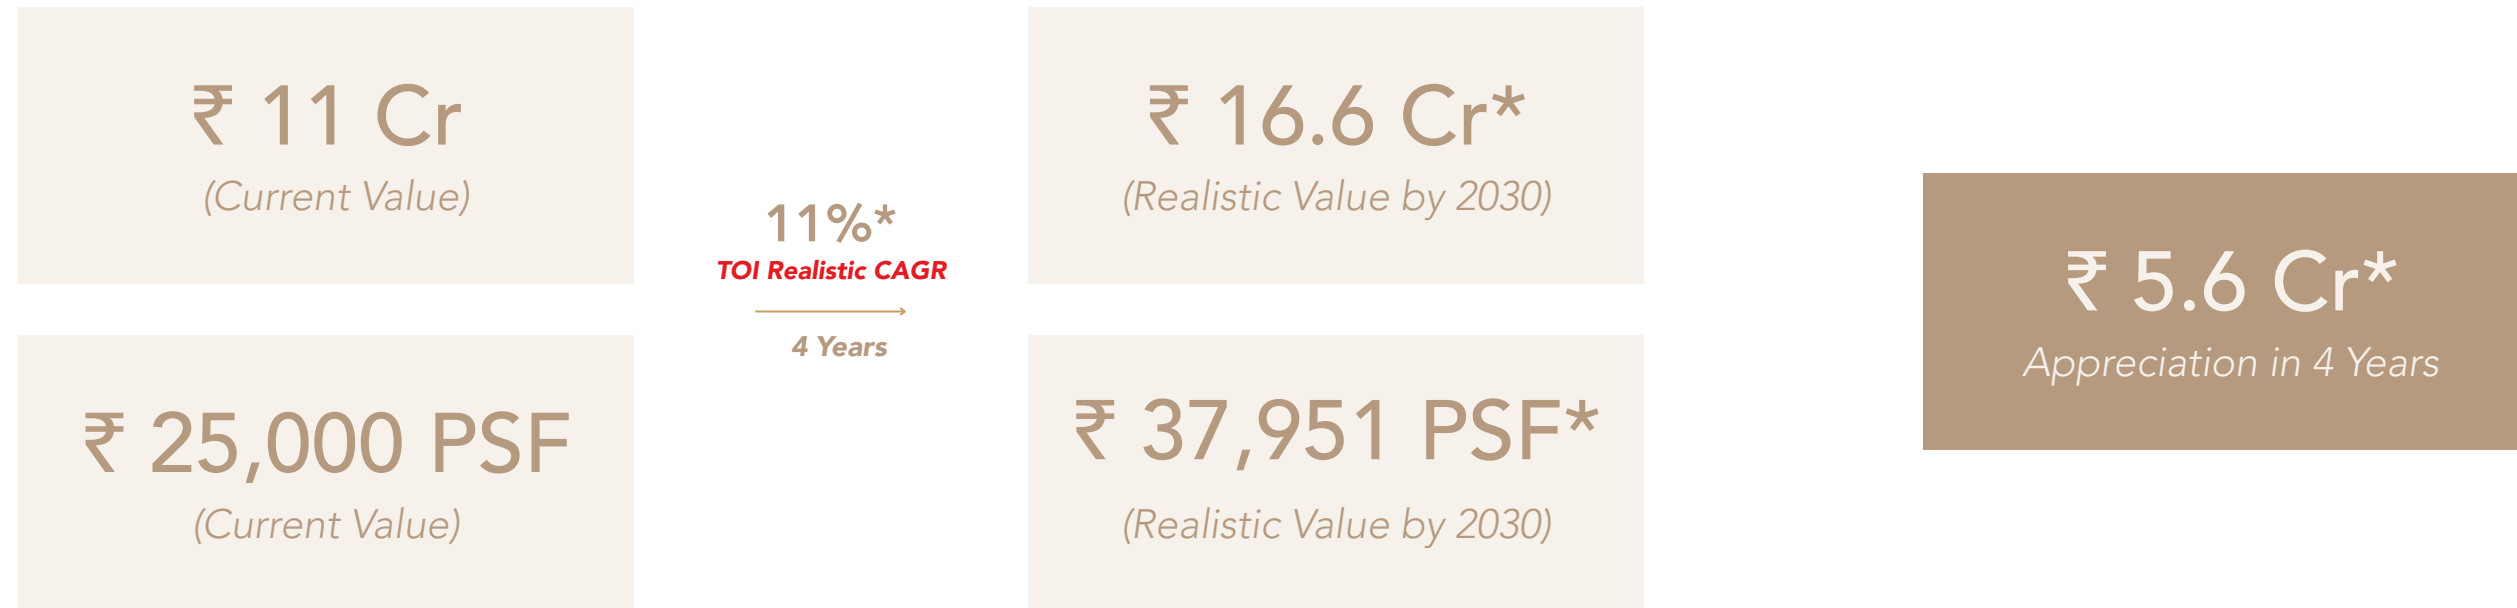 ₹ 11 Cr
(Current Value)
₹ 25,000 PSF
(Current Value)
11%*
TOI Realistic CAGR
4 Years
₹ 16.6 Cr*
(Realistic Value by 2030)
₹ 37,951 PSF*
(Realistic Value by 2030)
₹ 5.6 Cr*
Appreciation in 4 Years